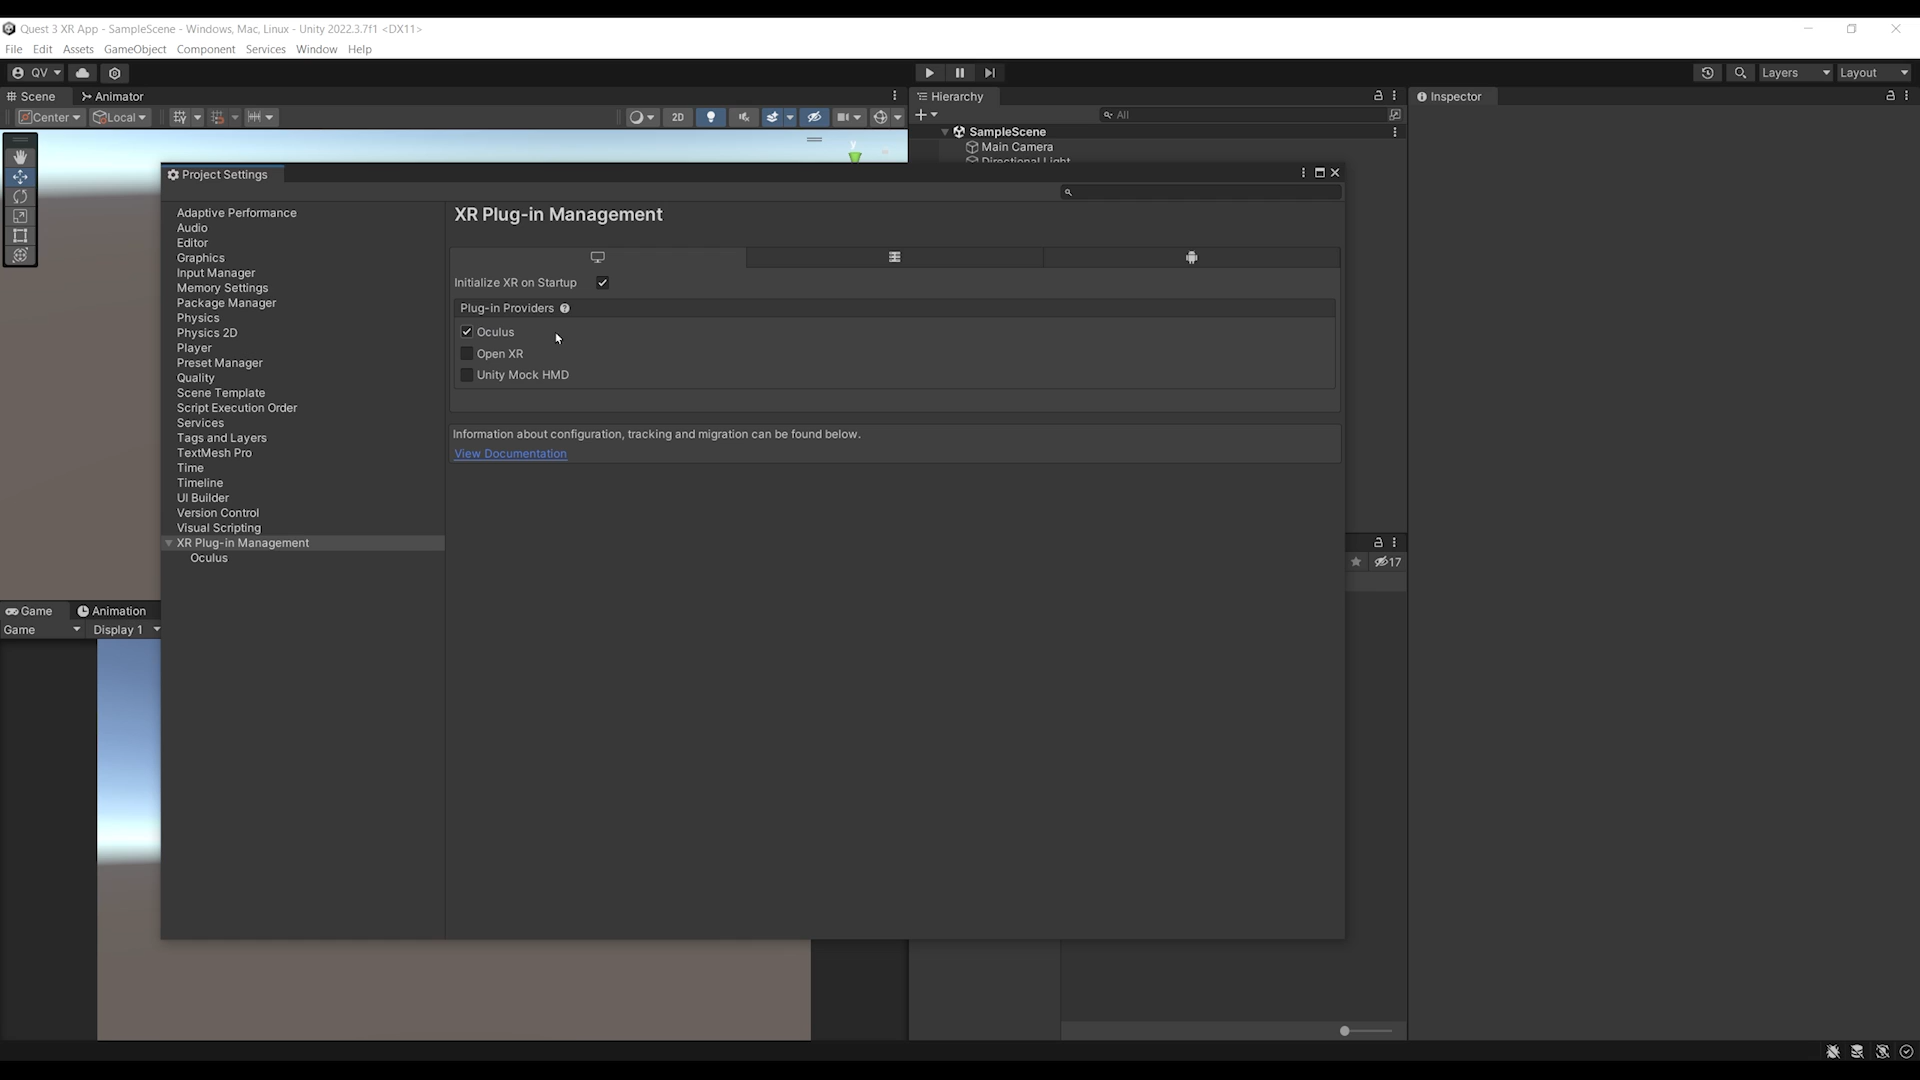 Quest 3 XR App - SampleScene - Windows, Mac, Linux - Unity 2022.3.7f1 <DX11>
File Edit Assets GameObject Component Services Window Help
QV Layers Layout
Scene Animator Hierarchy Inspector
Center Local 2D All
SampleScene
Main Camera
Directional Light
Project Settings
XR Plug-in Management
Adaptive Performance
Audio
Editor
Graphics
Input Manager
Memory Settings
Package Manager
Physics
Physics 2D
Player
Preset Manager
Quality
Scene Template
Script Execution Order
Services
Tags and Layers
TextMesh Pro
Time
Timeline
UI Builder
Version Control
Visual Scripting
XR Plug-in Management
Oculus
Initialize XR on Startup
Plug-in Providers
Oculus
Open XR
Unity Mock HMD
Information about configuration, tracking and migration can be found below.
View Documentation
17
Game Animation
Game Display 1